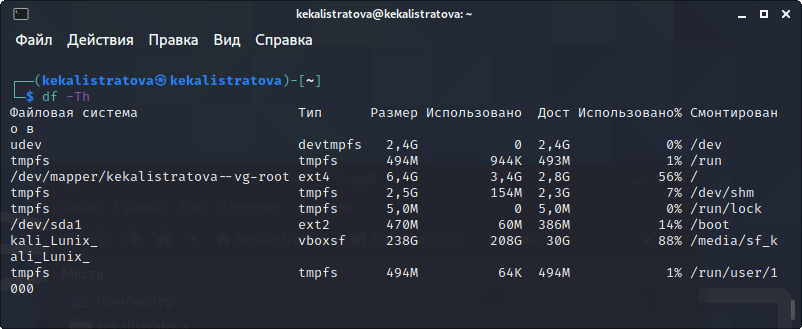 kekalistratova@kekalistratova: ~
Файл Действия Правка Вид Справка
┌──(kekalistratova㉿kekalistratova)-[~]
└─$ df -Th
Файловая система Тип Размер Использовано Дост Использовано% Смонтирован
о в
udev devtmpfs 2,4G 0 2,4G 0% /dev
tmpfs tmpfs 494M 944K 493M 1% /run
/dev/mapper/kekalistratova--vg-root ext4 6,4G 3,4G 2,8G 56% /
tmpfs tmpfs 2,5G 154M 2,3G 7% /dev/shm
tmpfs tmpfs 5,0M 0 5,0M 0% /run/lock
/dev/sda1 ext2 470M 60M 386M 14% /boot
kali_Lunix_ vboxsf 238G 208G 30G 88% /media/sf_k
ali_Lunix_
tmpfs tmpfs 494M 64K 494M 1% /run/user/1
000
Места
Компьютер